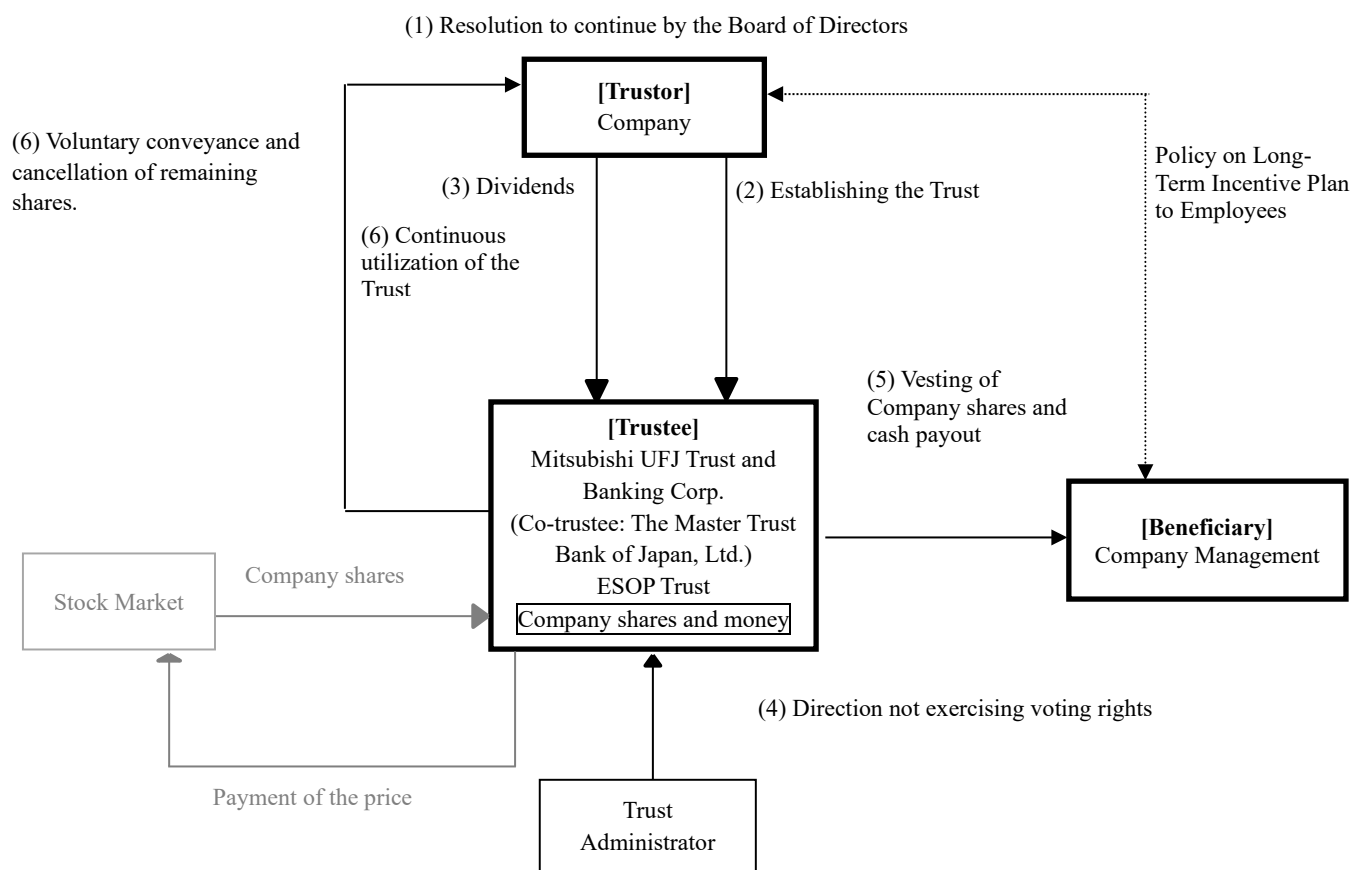 (1) Resolution to continue by the Board of Directors
[Trustor]
Company
(6) Voluntary conveyance and
cancellation of remaining
shares.
(3) Dividends
(2) Establishing the Trust
Policy on Long-
Term Incentive Plan
to Employees
(6) Continuous
utilization of the
Trust
(5) Vesting of
Company shares and
cash payout
[Trustee]
Mitsubishi UFJ Trust and
Banking Corp.
(Co-trustee: The Master Trust
Bank of Japan, Ltd.)
ESOP Trust
Company shares and money
[Beneficiary]
Company Management
Stock Market
Company shares
(4) Direction not exercising voting rights
Payment of the price
Trust
Administrator